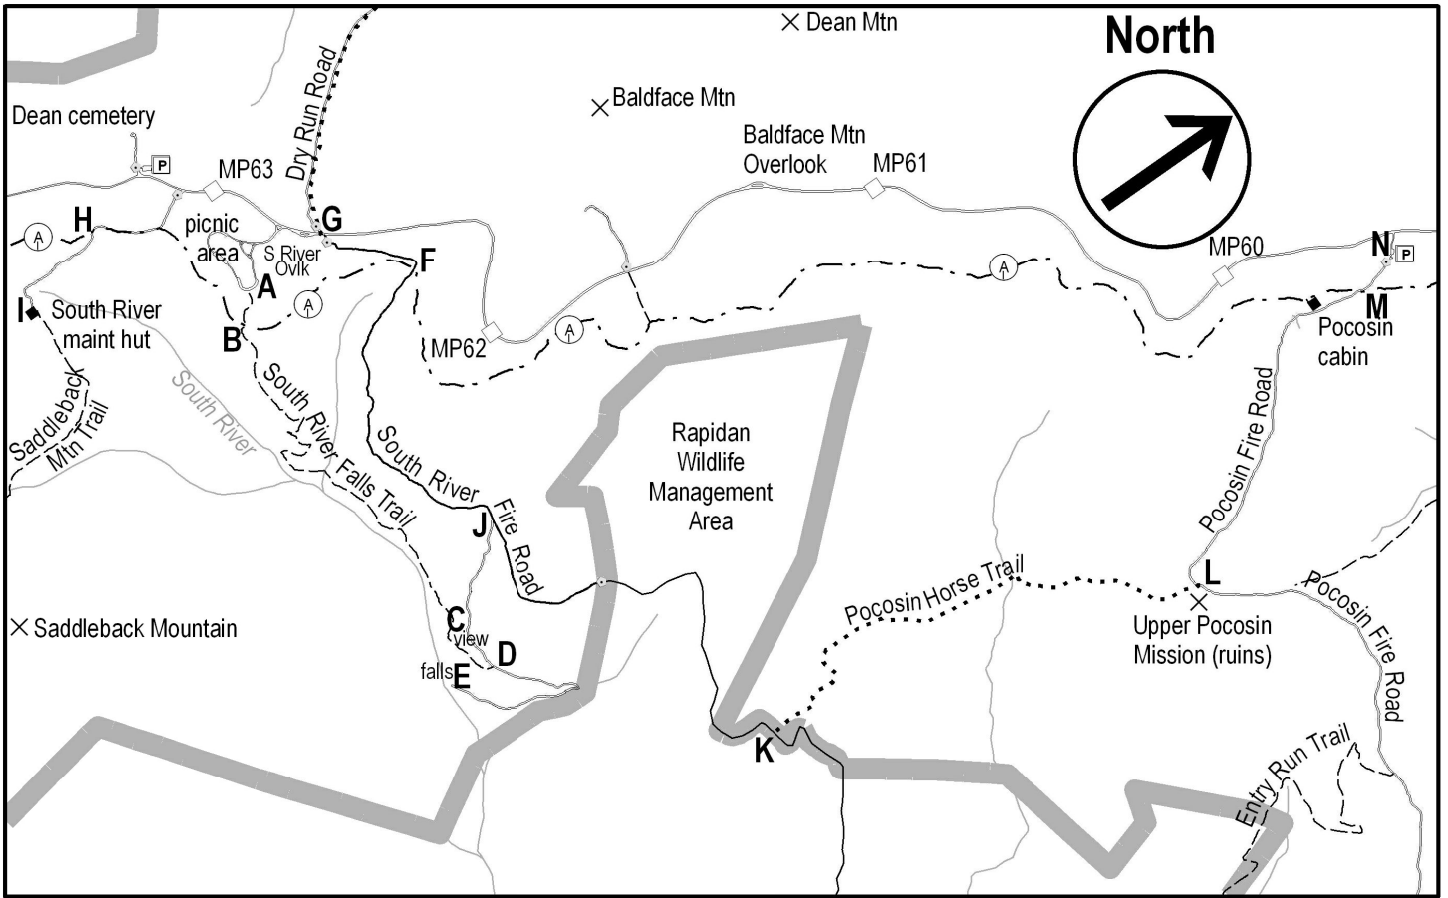 North
Dean Mtn
Baldface Mtn
Dry Run Road
Dean cemetery
P
MP63
Baldface Mtn
Overlook
MP61
H
A
picnic
area
S River
Ovlk
G
F
A
A
B
I
South River
maint hut
A
A
MP62
MP60
N
P
M
Pocosin
cabin
Saddleback
Mtn Trail
South River
South River Falls Trail
South River
Fire Road
J
Rapidan
Wildlife
Management
Area
Pocosin Fire Road
Pocosin Horse Trail
L
Upper Pocosin
Mission (ruins)
Pocosin Fire Road
Saddleback Mountain
C
view
D
falls
E
K
Entry Run Trail